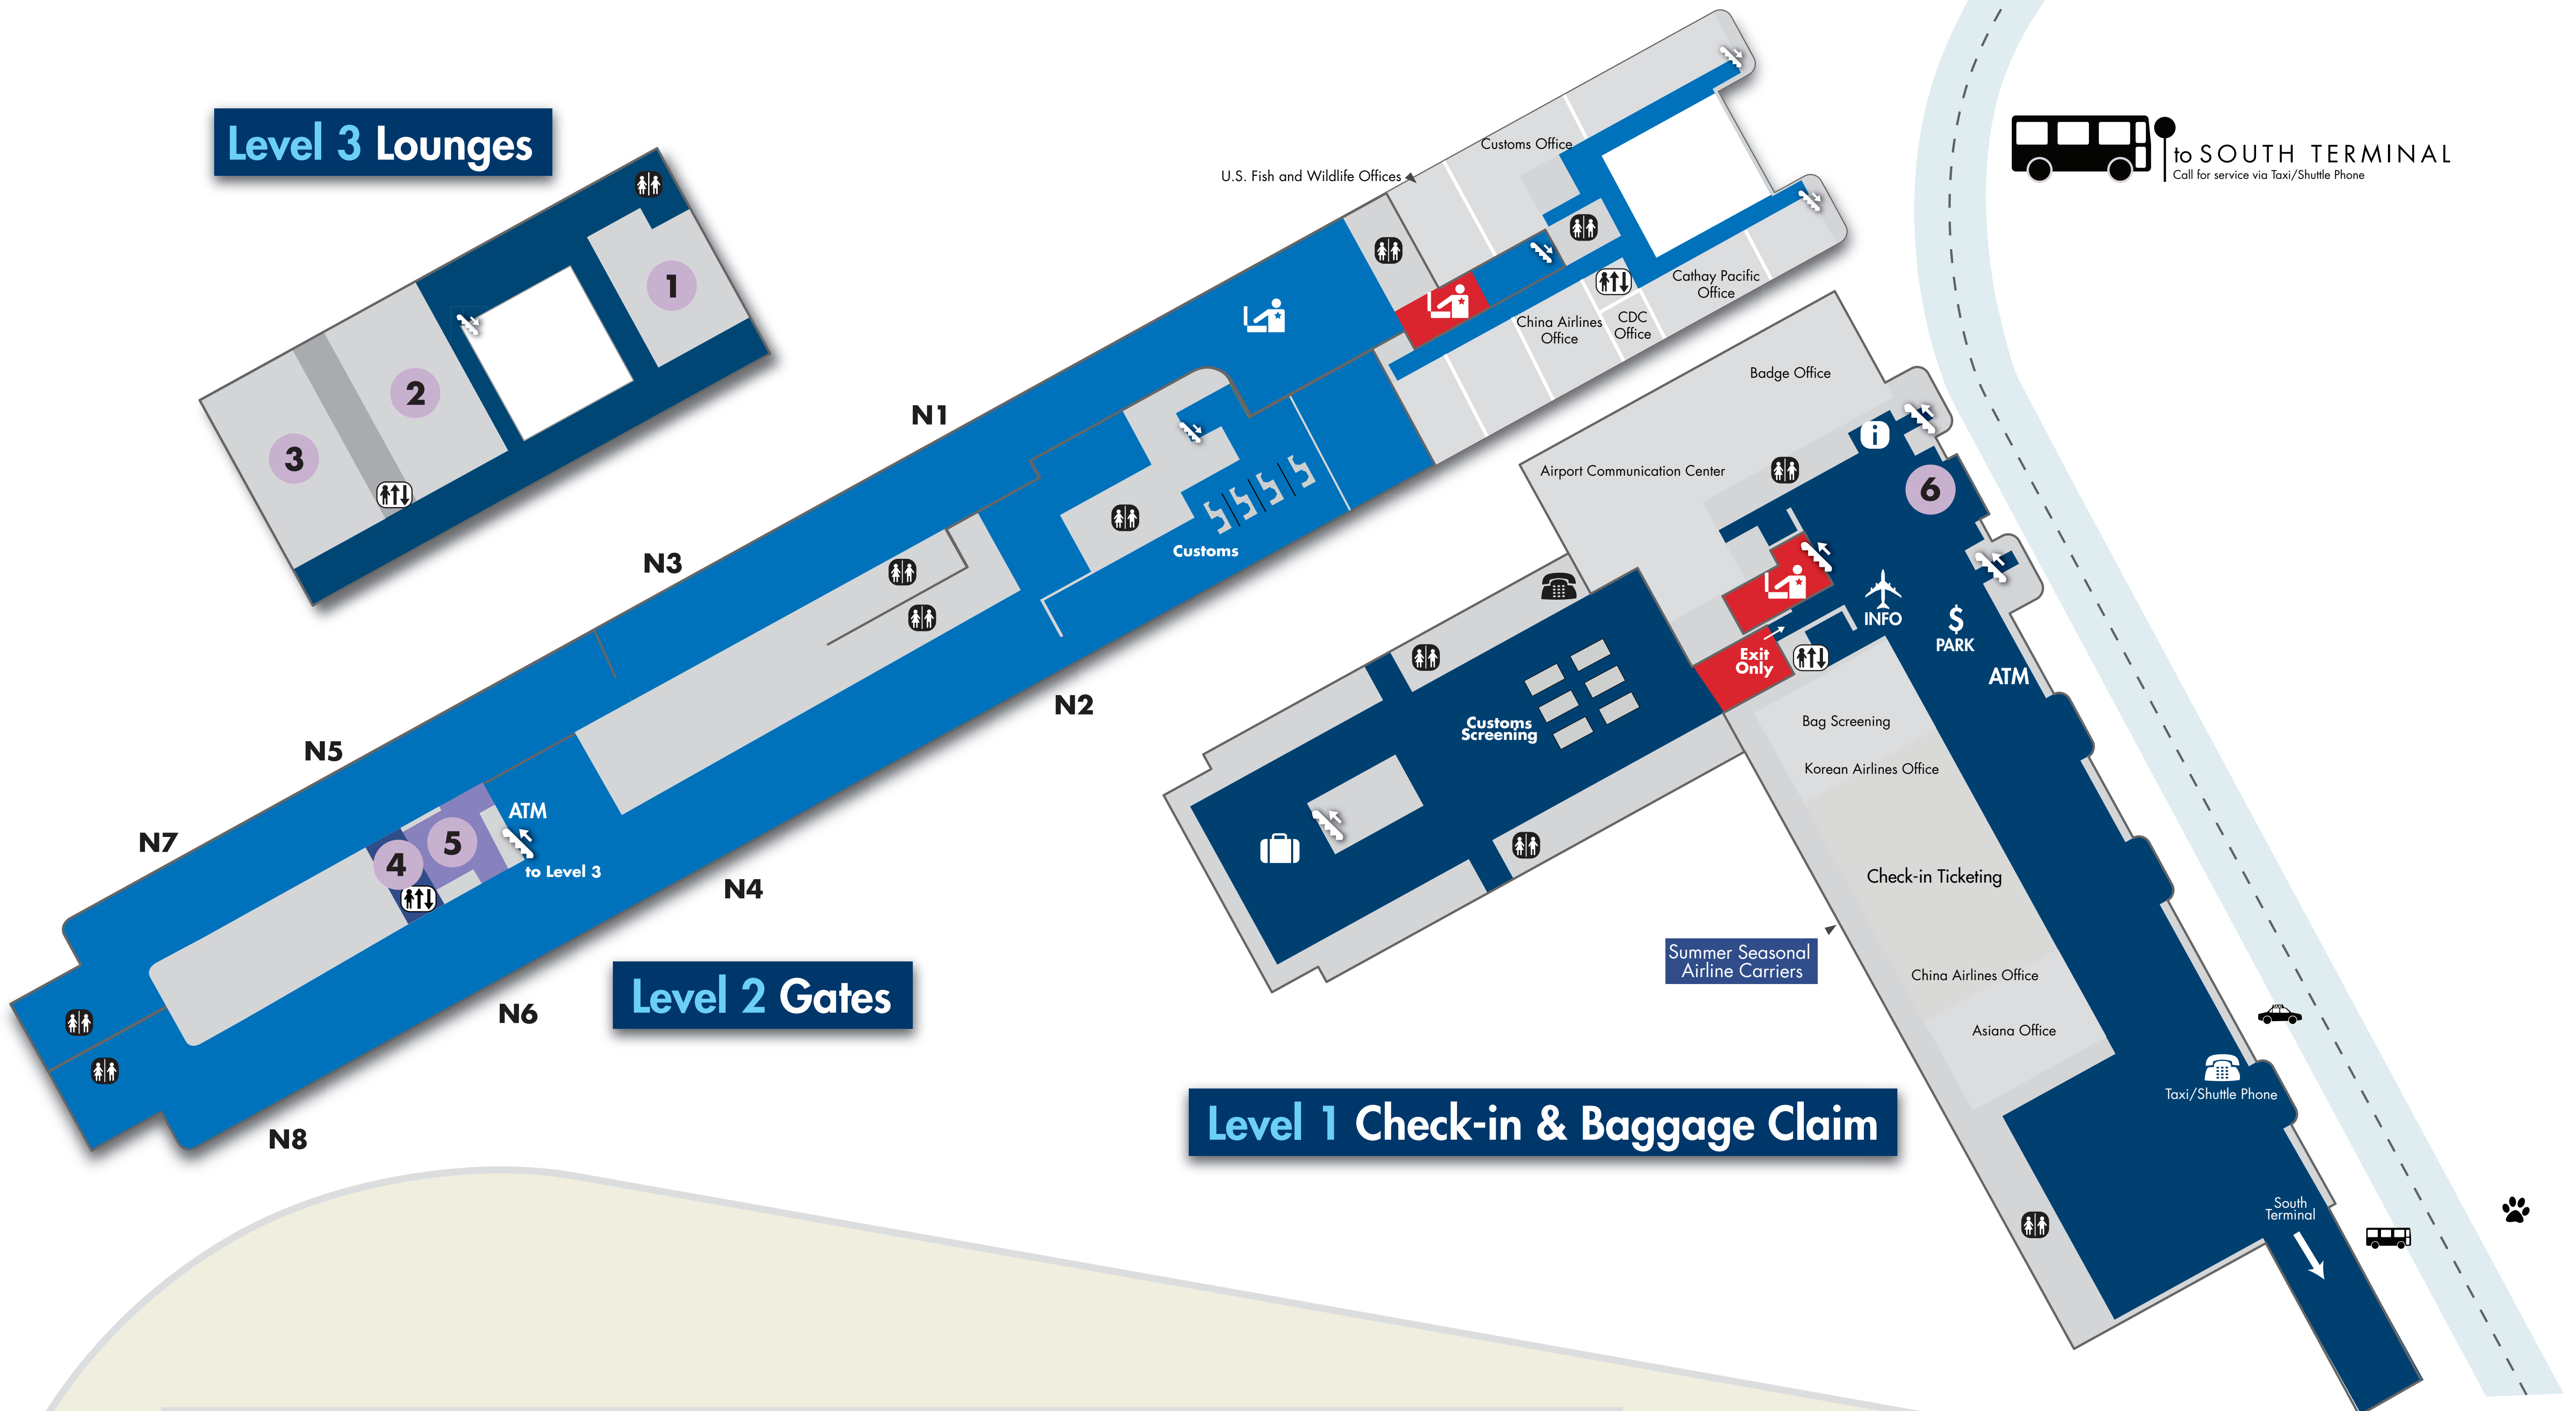 Level 3 Lounges
1
2
3
to SOUTH TERMINAL
Call for service via Taxi/Shuttle Phone
Customs Office
U.S. Fish and Wildlife Offices
Cathay Pacific
Office
China Airlines
Office
CDC
Office
N1
N3
N5
N7
N2
N4
N6
N8
Customs
ATM
5
4
to Level 3
Level 2 Gates
Badge Office
i
6
Airport Communication Center
INFO
$
PARK
ATM
Exit
Only
Customs
Screening
Bag Screening
Korean Airlines Office
Check-in Ticketing
Summer Seasonal
Airline Carriers
China Airlines Office
Asiana Office
TAXI
Taxi/Shuttle Phone
Level 1 Check-in & Baggage Claim
South
Terminal